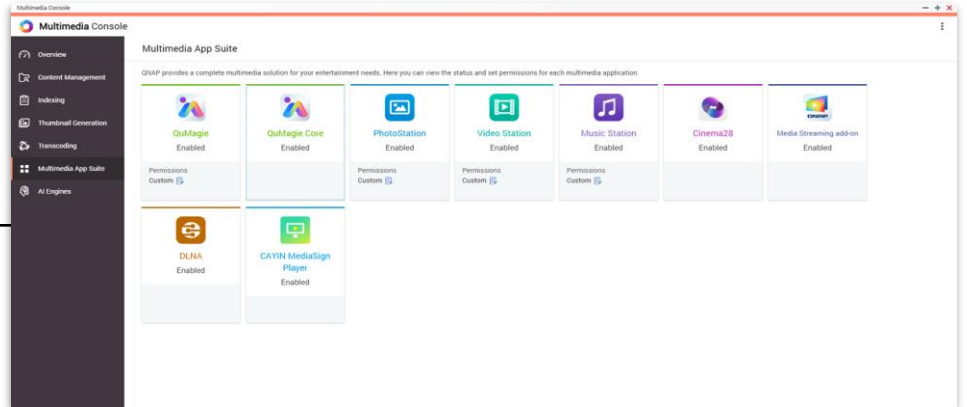 Multimedia Console
Multimedia Console
Overview
Content Management
Indexing
Thumbnail Generation
Transcoding
Multimedia App Suite
AI Engines
Multimedia App Suite
QNAP provides a complete multimedia solution for your entertainment needs. Here you can view the status and set permissions for each multimedia application.
QuMagie
Enabled
Permissions
Custom
QuMagie Core
Enabled
PhotoStation
Enabled
Permissions
Custom
Video Station
Enabled
Permissions
Custom
Music Station
Enabled
Permissions
Custom
Cinema28
Enabled
QNAP
Media Streaming add-on
Enabled
DLNA
Enabled
CAYIN MediaSign
Player
Enabled